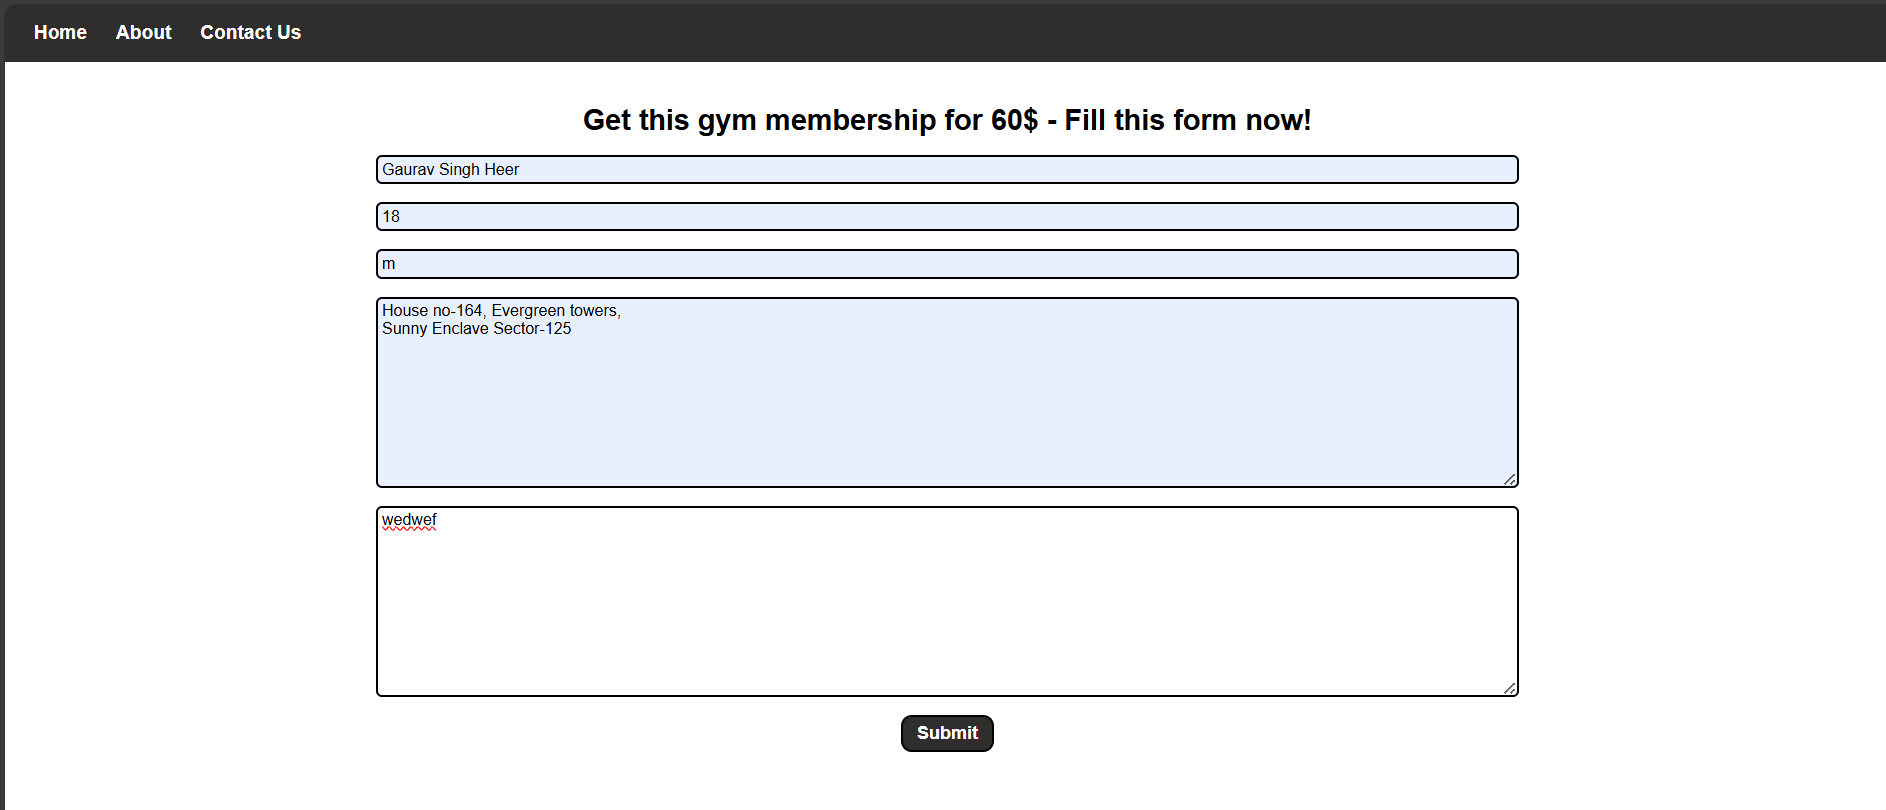 Home About Contact Us
Get this gym membership for 60$ - Fill this form now!
Gaurav Singh Heer
18
m
House no-164, Evergreen towers,
Sunny Enclave Sector-125
wedwef
Submit